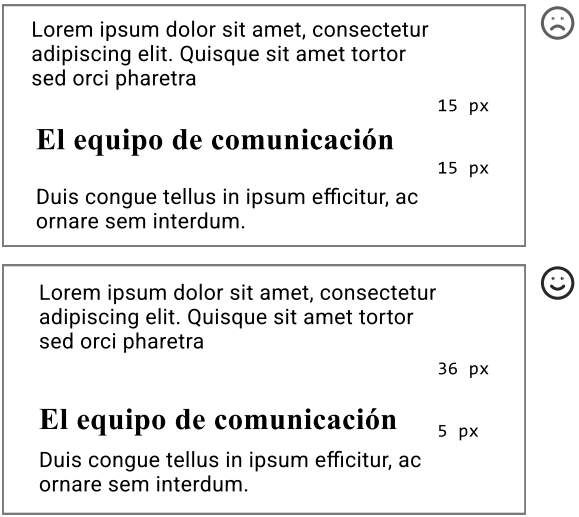 Lorem ipsum dolor sit amet, consectetur
adipiscing elit. Quisque sit amet tortor
sed orci pharetra
15 px
El equipo de comunicación
15 px
Duis congue tellus in ipsum efficitur, ac
ornare sem interdum.
Lorem ipsum dolor sit amet, consectetur
adipiscing elit. Quisque sit amet tortor
sed orci pharetra
36 px
El equipo de comunicación
5 px
Duis congue tellus in ipsum efficitur, ac
ornare sem interdum.